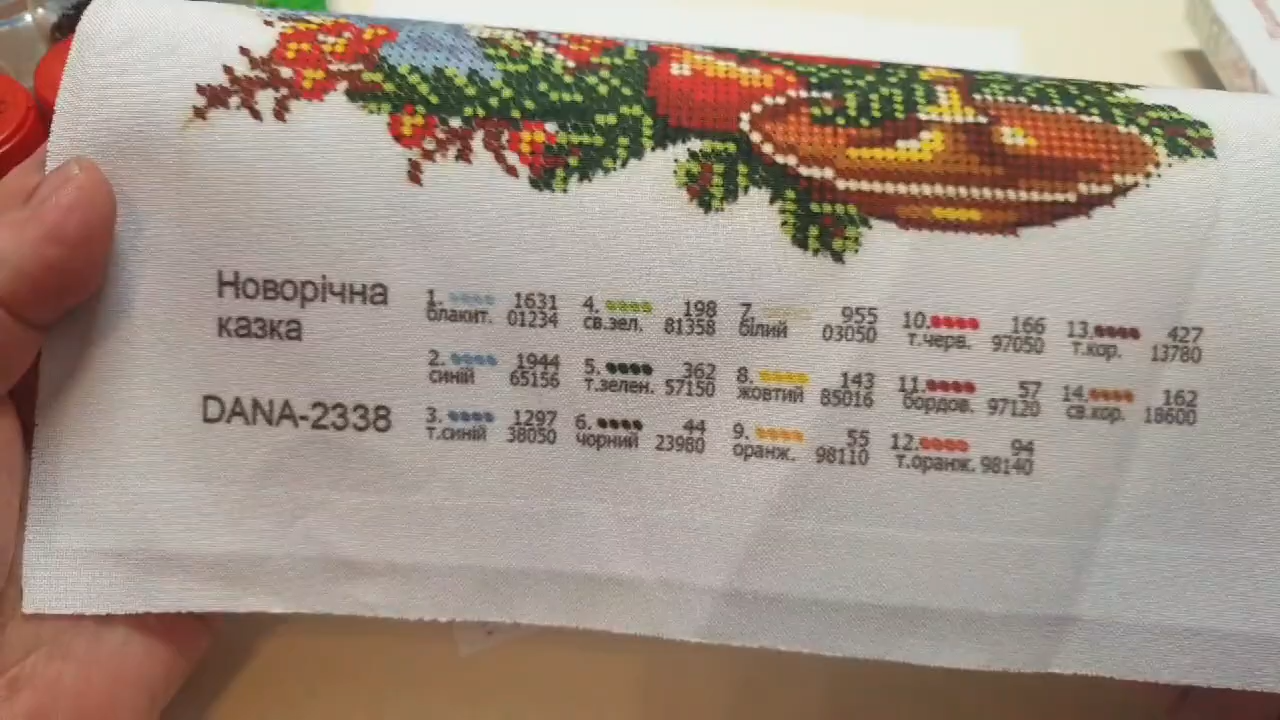 Новорічна
казка
DANA-2338
1. 1631
блакит. 01234
2. 1944
синій 65156
3. 1297
т.синій 38050
4. 198
св.зел. 81358
5. 362
т.зелен. 57150
6. 44
чорний 23980
7. 955
білий 03050
8. 143
жовтий 85016
9. 55
оранж. 98110
10. 166
т.черв. 97050
11. 57
бордов. 97120
12. 94
т.оранж. 98140
13. 427
т.кор. 13780
14. 162
св.кор. 18600